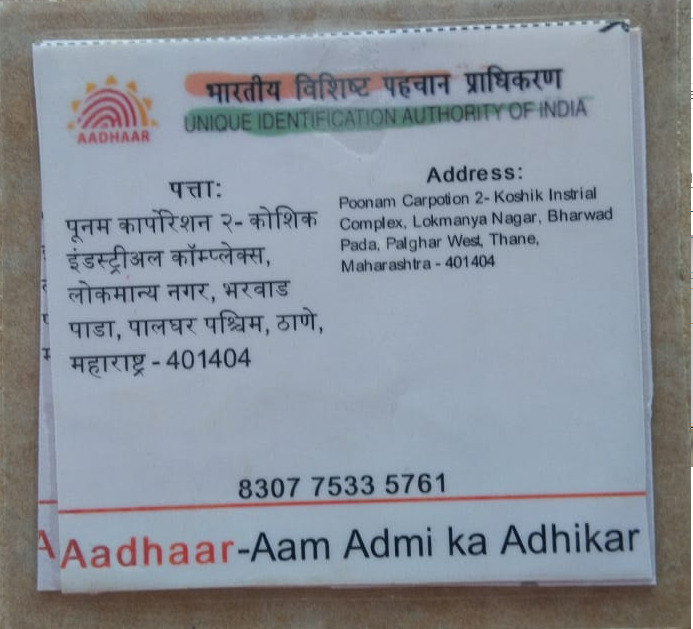 भारतीय विशिष्ट पहचान प्राधिकरण
AADHAAR
UNIQUE IDENTIFICATION AUTHORITY OF INDIA
पत्ता:
पूनम कार्पोरेशन २- कोशिक
इंडस्ट्रीअल कॉम्प्लेक्स,
लोकमान्य नगर, भरवाड
पाडा, पालघर पश्चिम, ठाणे,
महाराष्ट्र - 401404
Address:
Poonam Carpotion 2- Koshik Instrial
Complex, Lokmanya Nagar, Bharwad
Pada, Palghar West, Thane,
Maharashtra - 401404
8307 7533 5761
Aadhaar-Aam Admi ka Adhikar